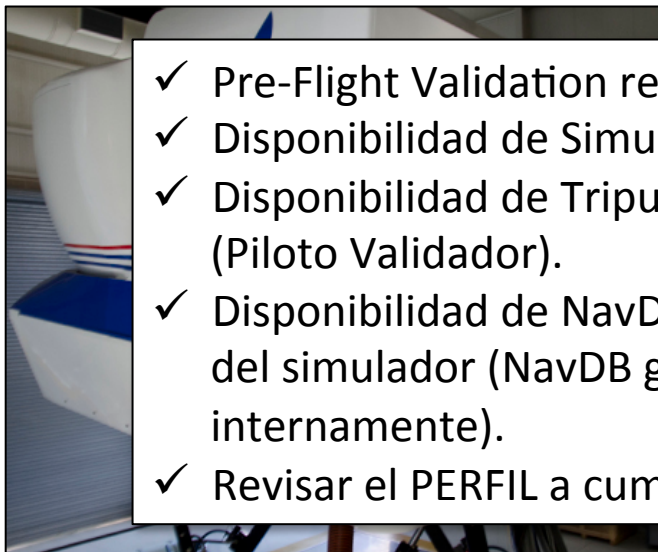 ✓ Pre-Flight Validation re
✓ Disponibilidad de Simu
✓ Disponibilidad de Tripu
(Piloto Validador).
✓ Disponibilidad de NavD
del simulador (NavDB g
internamente).
✓ Revisar el PERFIL a cum